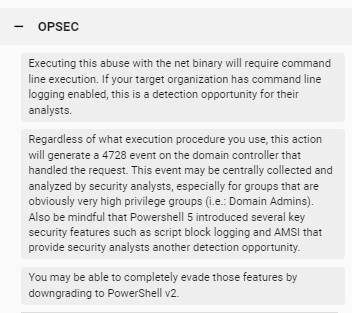 − OPSEC
Executing this abuse with the net binary will require command
line execution. If your target organization has command line
logging enabled, this is a detection opportunity for their
analysts.
Regardless of what execution procedure you use, this action
will generate a 4728 event on the domain controller that
handled the request. This event may be centrally collected and
analyzed by security analysts, especially for groups that are
obviously very high privilege groups (i.e.: Domain Admins).
Also be mindful that Powershell 5 introduced several key
security features such as script block logging and AMSI that
provide security analysts another detection opportunity.
You may be able to completely evade those features by
downgrading to PowerShell v2.